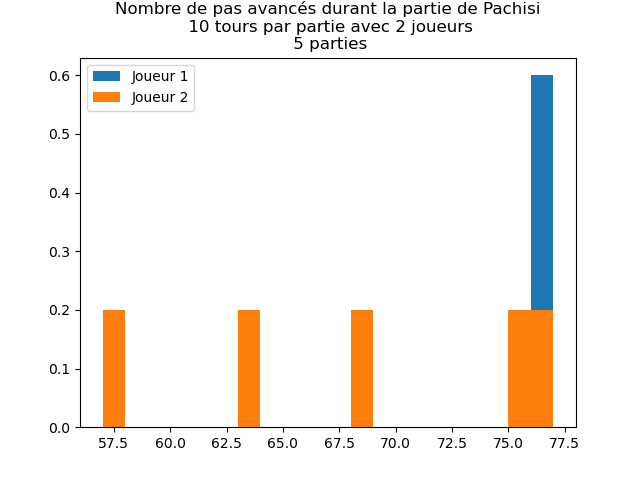 Nombre de pas avancés durant la partie de Pachisi
10 tours par partie avec 2 joueurs
5 parties
Joueur 1
Joueur 2
0.6
0.5
0.4
0.3
0.2
0.1
0.0
57.5 60.0 62.5 65.0 67.5 70.0 72.5 75.0 77.5